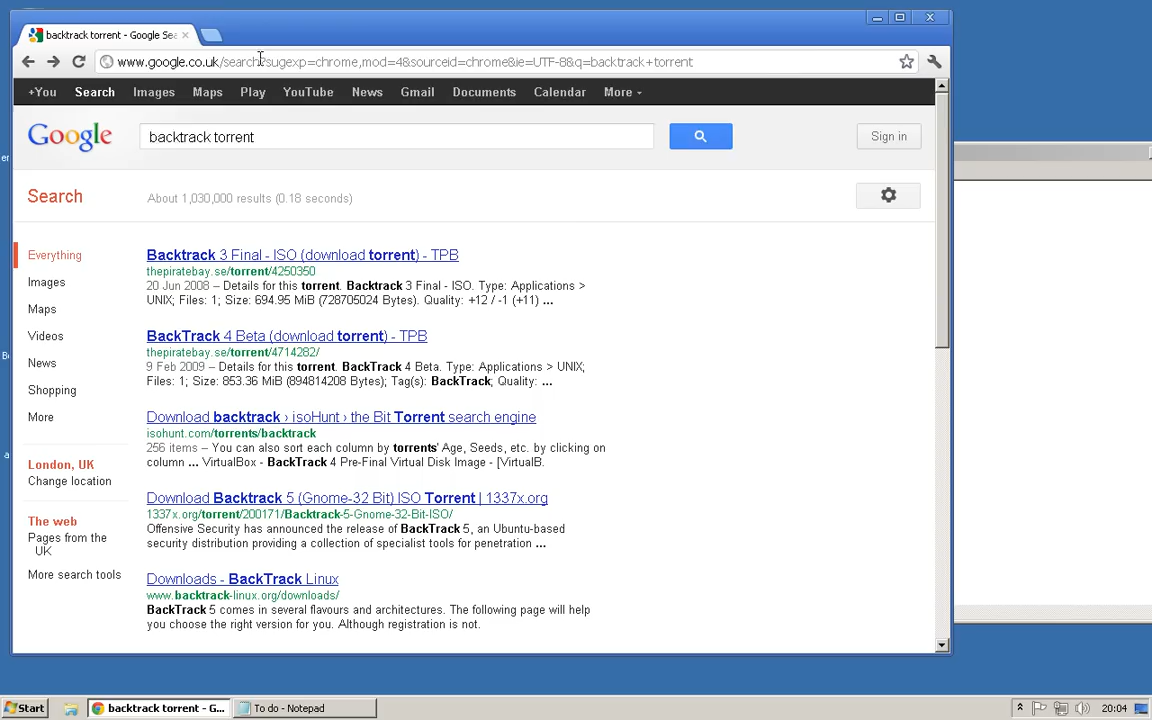 backtrack torrent - Google Sea
www.google.co.uk/search?sugexp=chrome,mod=4&sourceid=chrome&ie=UTF-8&q=backtrack+torrent
+You Search Images Maps Play YouTube News Gmail Documents Calendar More
Google backtrack torrent Sign in
Search About 1,030,000 results (0.18 seconds)
Everything
Images
Maps
Videos
News
Shopping
More
London, UK
Change location
The web
Pages from the
UK
More search tools
Backtrack 3 Final - ISO (download torrent) - TPB
thepiratebay.se/torrent/4250350
20 Jun 2008 – Details for this torrent. Backtrack 3 Final - ISO. Type: Applications >
UNIX; Files: 1; Size: 694.95 MiB (728705024 Bytes). Quality: +12 / -1 (+11) ...
BackTrack 4 Beta (download torrent) - TPB
thepiratebay.se/torrent/4714282/
9 Feb 2009 – Details for this torrent. BackTrack 4 Beta. Type: Applications > UNIX;
Files: 1; Size: 853.36 MiB (894814208 Bytes); Tag(s): BackTrack; Quality: ...
Download backtrack › isoHunt › the Bit Torrent search engine
isohunt.com/torrents/backtrack
256 items – You can also sort each column by torrents' Age, Seeds, etc. by clicking on
column ... VirtualBox - BackTrack 4 Pre-Final Virtual Disk Image - [VirtualB.
Download Backtrack 5 (Gnome-32 Bit) ISO Torrent | 1337x.org
1337x.org/torrent/200171/Backtrack-5-Gnome-32-Bit-ISO/
Offensive Security has announced the release of BackTrack 5, an Ubuntu-based
security distribution providing a collection of specialist tools for penetration ...
Downloads - BackTrack Linux
www.backtrack-linux.org/downloads/
BackTrack 5 comes in several flavours and architectures. The following page will help
you choose the right version for you. Although registration is not.
Start backtrack torrent - G... To do - Notepad 20:04